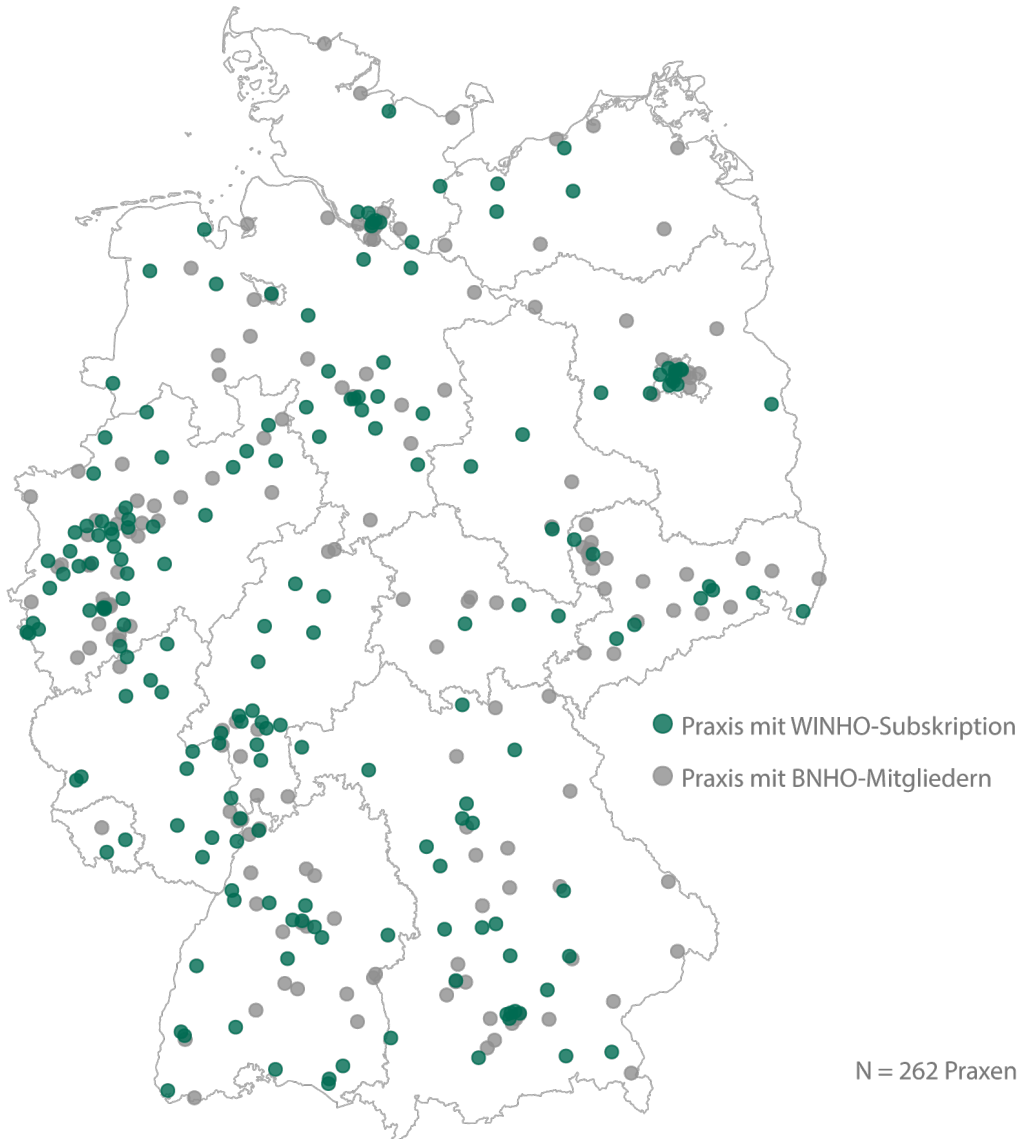 Praxis mit WINHO-Subskription
Praxis mit BNHO-Mitgliedern
N = 262 Praxen